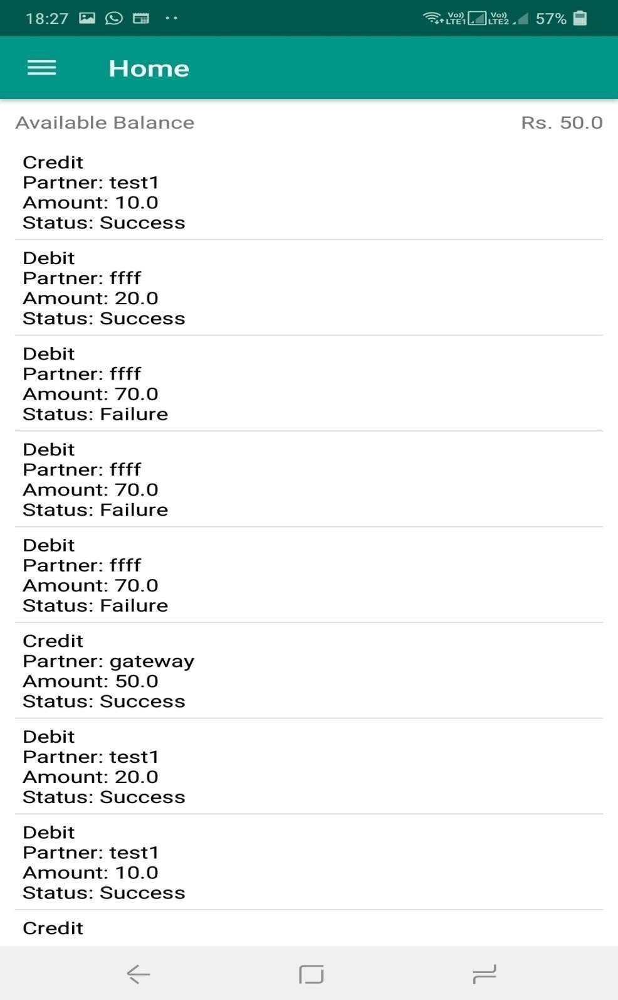 18:27 Vo)) LTE1 Vo)) LTE2 57%
Home
Available Balance Rs. 50.0
Credit
Partner: test1
Amount: 10.0
Status: Success
Debit
Partner: ffff
Amount: 20.0
Status: Success
Debit
Partner: ffff
Amount: 70.0
Status: Failure
Debit
Partner: ffff
Amount: 70.0
Status: Failure
Debit
Partner: ffff
Amount: 70.0
Status: Failure
Credit
Partner: gateway
Amount: 50.0
Status: Success
Debit
Partner: test1
Amount: 20.0
Status: Success
Debit
Partner: test1
Amount: 10.0
Status: Success
Credit